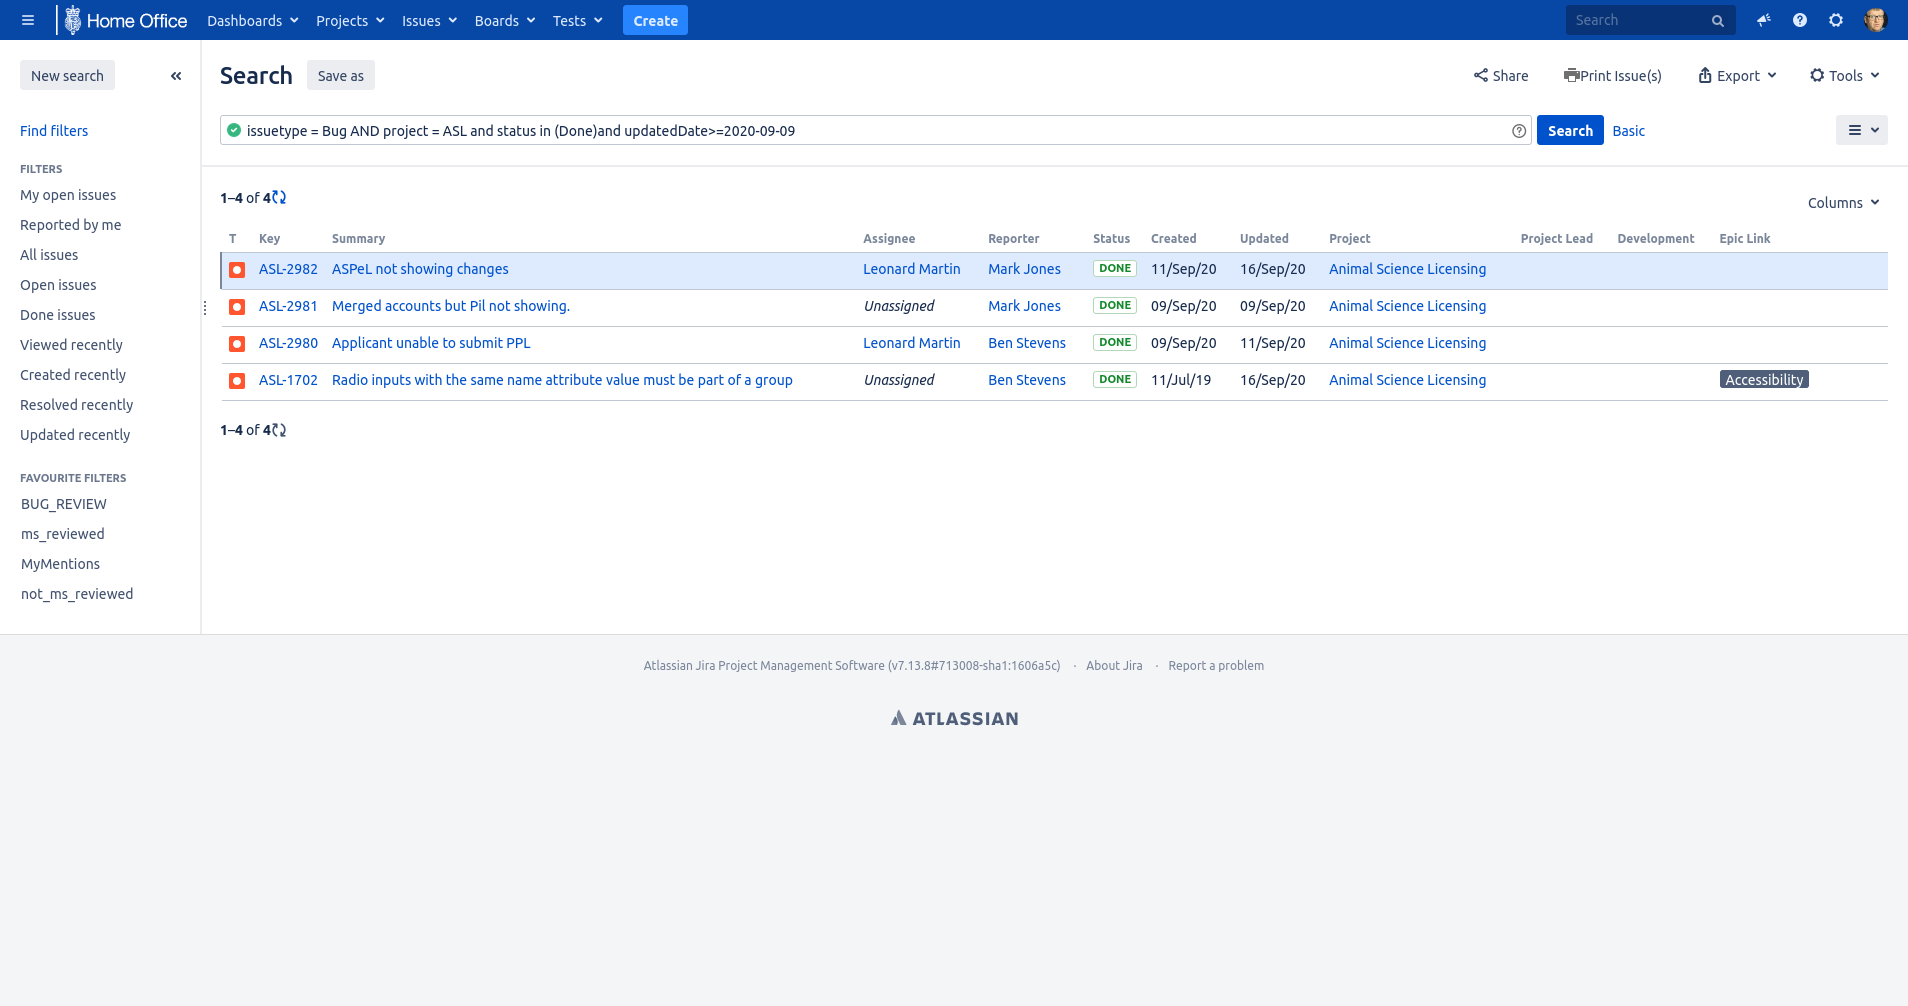 Home Office Dashboards Projects Issues Boards Tests Create Search
New search
Find filters
FILTERS
My open issues
Reported by me
All issues
Open issues
Done issues
Viewed recently
Created recently
Resolved recently
Updated recently
FAVOURITE FILTERS
BUG_REVIEW
ms_reviewed
MyMentions
not_ms_reviewed
Search Save as Share Print Issue(s) Export Tools
issuetype = Bug AND project = ASL and status in (Done)and updatedDate>=2020-09-09 Search Basic
1–4 of 4
Columns
T Key Summary Assignee Reporter Status Created Updated Project Project Lead Development Epic Link
ASL-2982 ASPeL not showing changes Leonard Martin Mark Jones DONE 11/Sep/20 16/Sep/20 Animal Science Licensing
ASL-2981 Merged accounts but Pil not showing. Unassigned Mark Jones DONE 09/Sep/20 09/Sep/20 Animal Science Licensing
ASL-2980 Applicant unable to submit PPL Leonard Martin Ben Stevens DONE 09/Sep/20 11/Sep/20 Animal Science Licensing
ASL-1702 Radio inputs with the same name attribute value must be part of a group Unassigned Ben Stevens DONE 11/Jul/19 16/Sep/20 Animal Science Licensing Accessibility
1–4 of 4
Atlassian Jira Project Management Software (v7.13.8#713008-sha1:1606a5c) · About Jira · Report a problem
ATLASSIAN